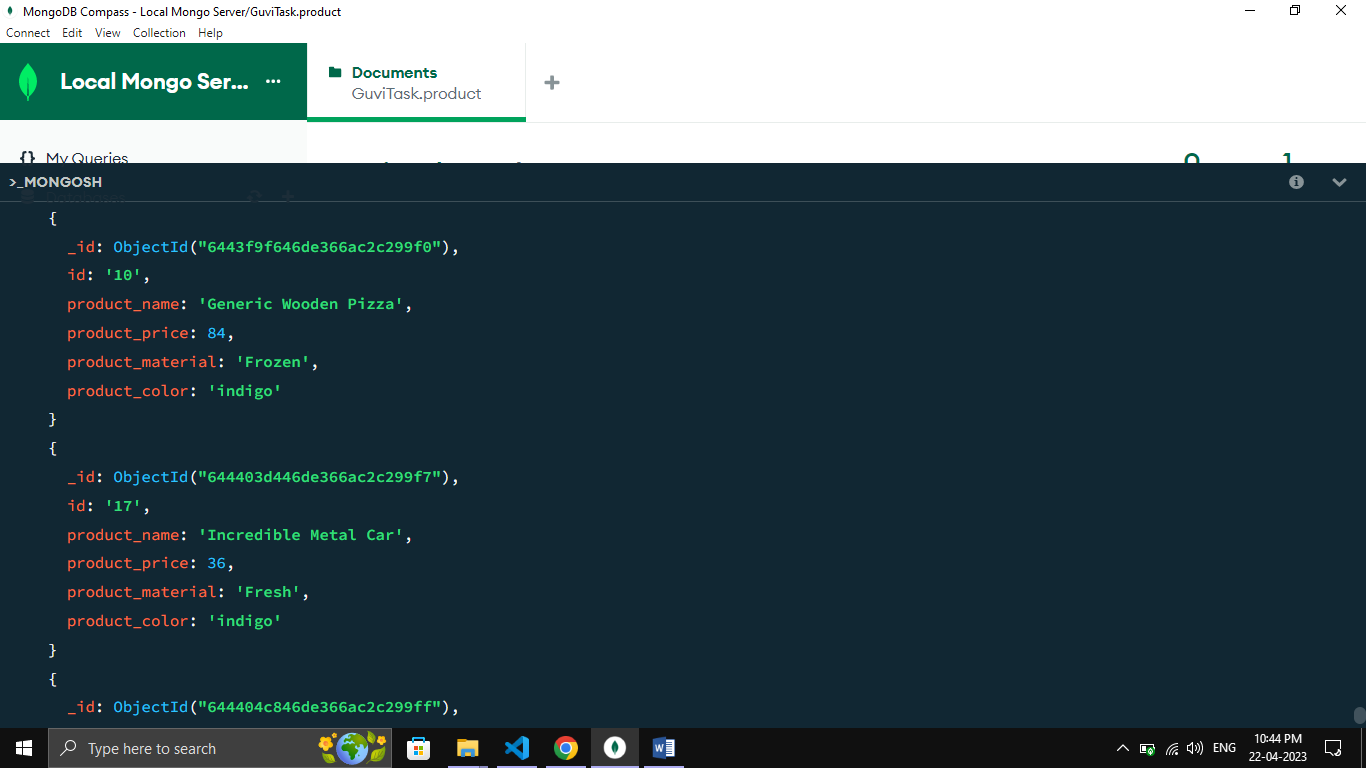 MongoDB Compass - Local Mongo Server/GuviTask.product
Connect Edit View Collection Help
Local Mongo Ser... ···
Documents
GuviTask.product
{} My Queries
>_MONGOSH
{
_id: ObjectId("6443f9f646de366ac2c299f0"),
id: '10',
product_name: 'Generic Wooden Pizza',
product_price: 84,
product_material: 'Frozen',
product_color: 'indigo'
}
{
_id: ObjectId("644403d446de366ac2c299f7"),
id: '17',
product_name: 'Incredible Metal Car',
product_price: 36,
product_material: 'Fresh',
product_color: 'indigo'
}
{
_id: ObjectId("644404c846de366ac2c299ff"),
Type here to search
ENG
10:44 PM
22-04-2023